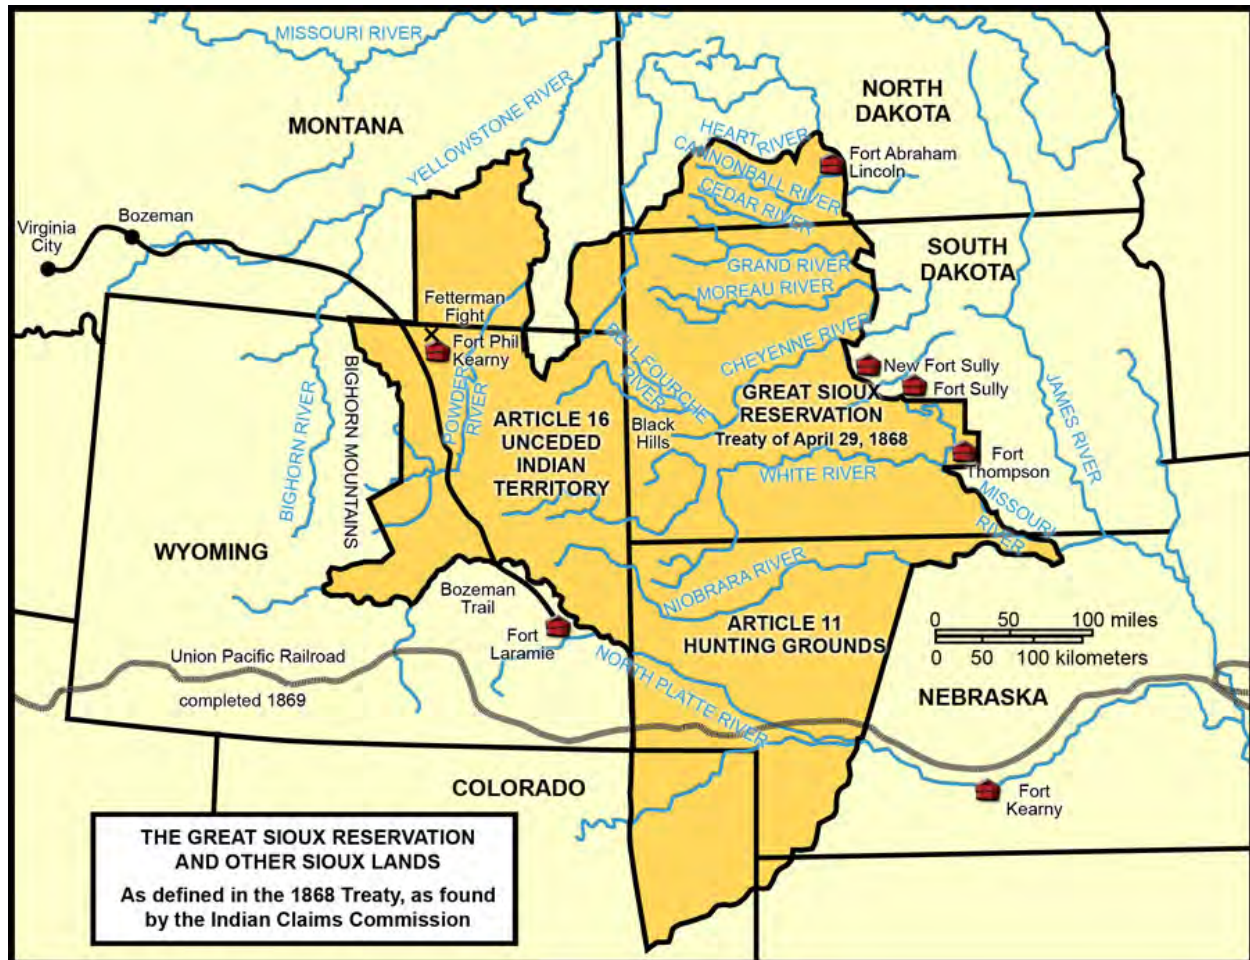 MISSOURI RIVER
MONTANA
YELLOWSTONE RIVER
NORTH
DAKOTA
HEART RIVER
CANNONBALL RIVER
CEDAR RIVER
Fort Abraham
Lincoln
Virginia
City
Bozeman
SOUTH
DAKOTA
GRAND RIVER
MOREAU RIVER
Fetterman
Fight
Fort Phil
Kearny
POWDER
RIVER
BIGHORN RIVER
BIGHORN MOUNTAINS
BELL FOURCHE
RIVER
CHEYENNE RIVER
New Fort Sully
Fort Sully
JAMES RIVER
GREAT SIOUX
RESERVATION
Treaty of April 29, 1868
ARTICLE 16
UNCEDED
INDIAN
TERRITORY
Black
Hills
WHITE RIVER
Fort
Thompson
MISSOURI
RIVER
WYOMING
NIOBRARA RIVER
Bozeman
Trail
Fort
Laramie
ARTICLE 11
HUNTING GROUNDS
0 50 100 miles
0 50 100 kilometers
Union Pacific Railroad
completed 1869
NORTH PLATTE RIVER
NEBRASKA
COLORADO
Fort
Kearny
THE GREAT SIOUX RESERVATION
AND OTHER SIOUX LANDS
As defined in the 1868 Treaty, as found
by the Indian Claims Commission